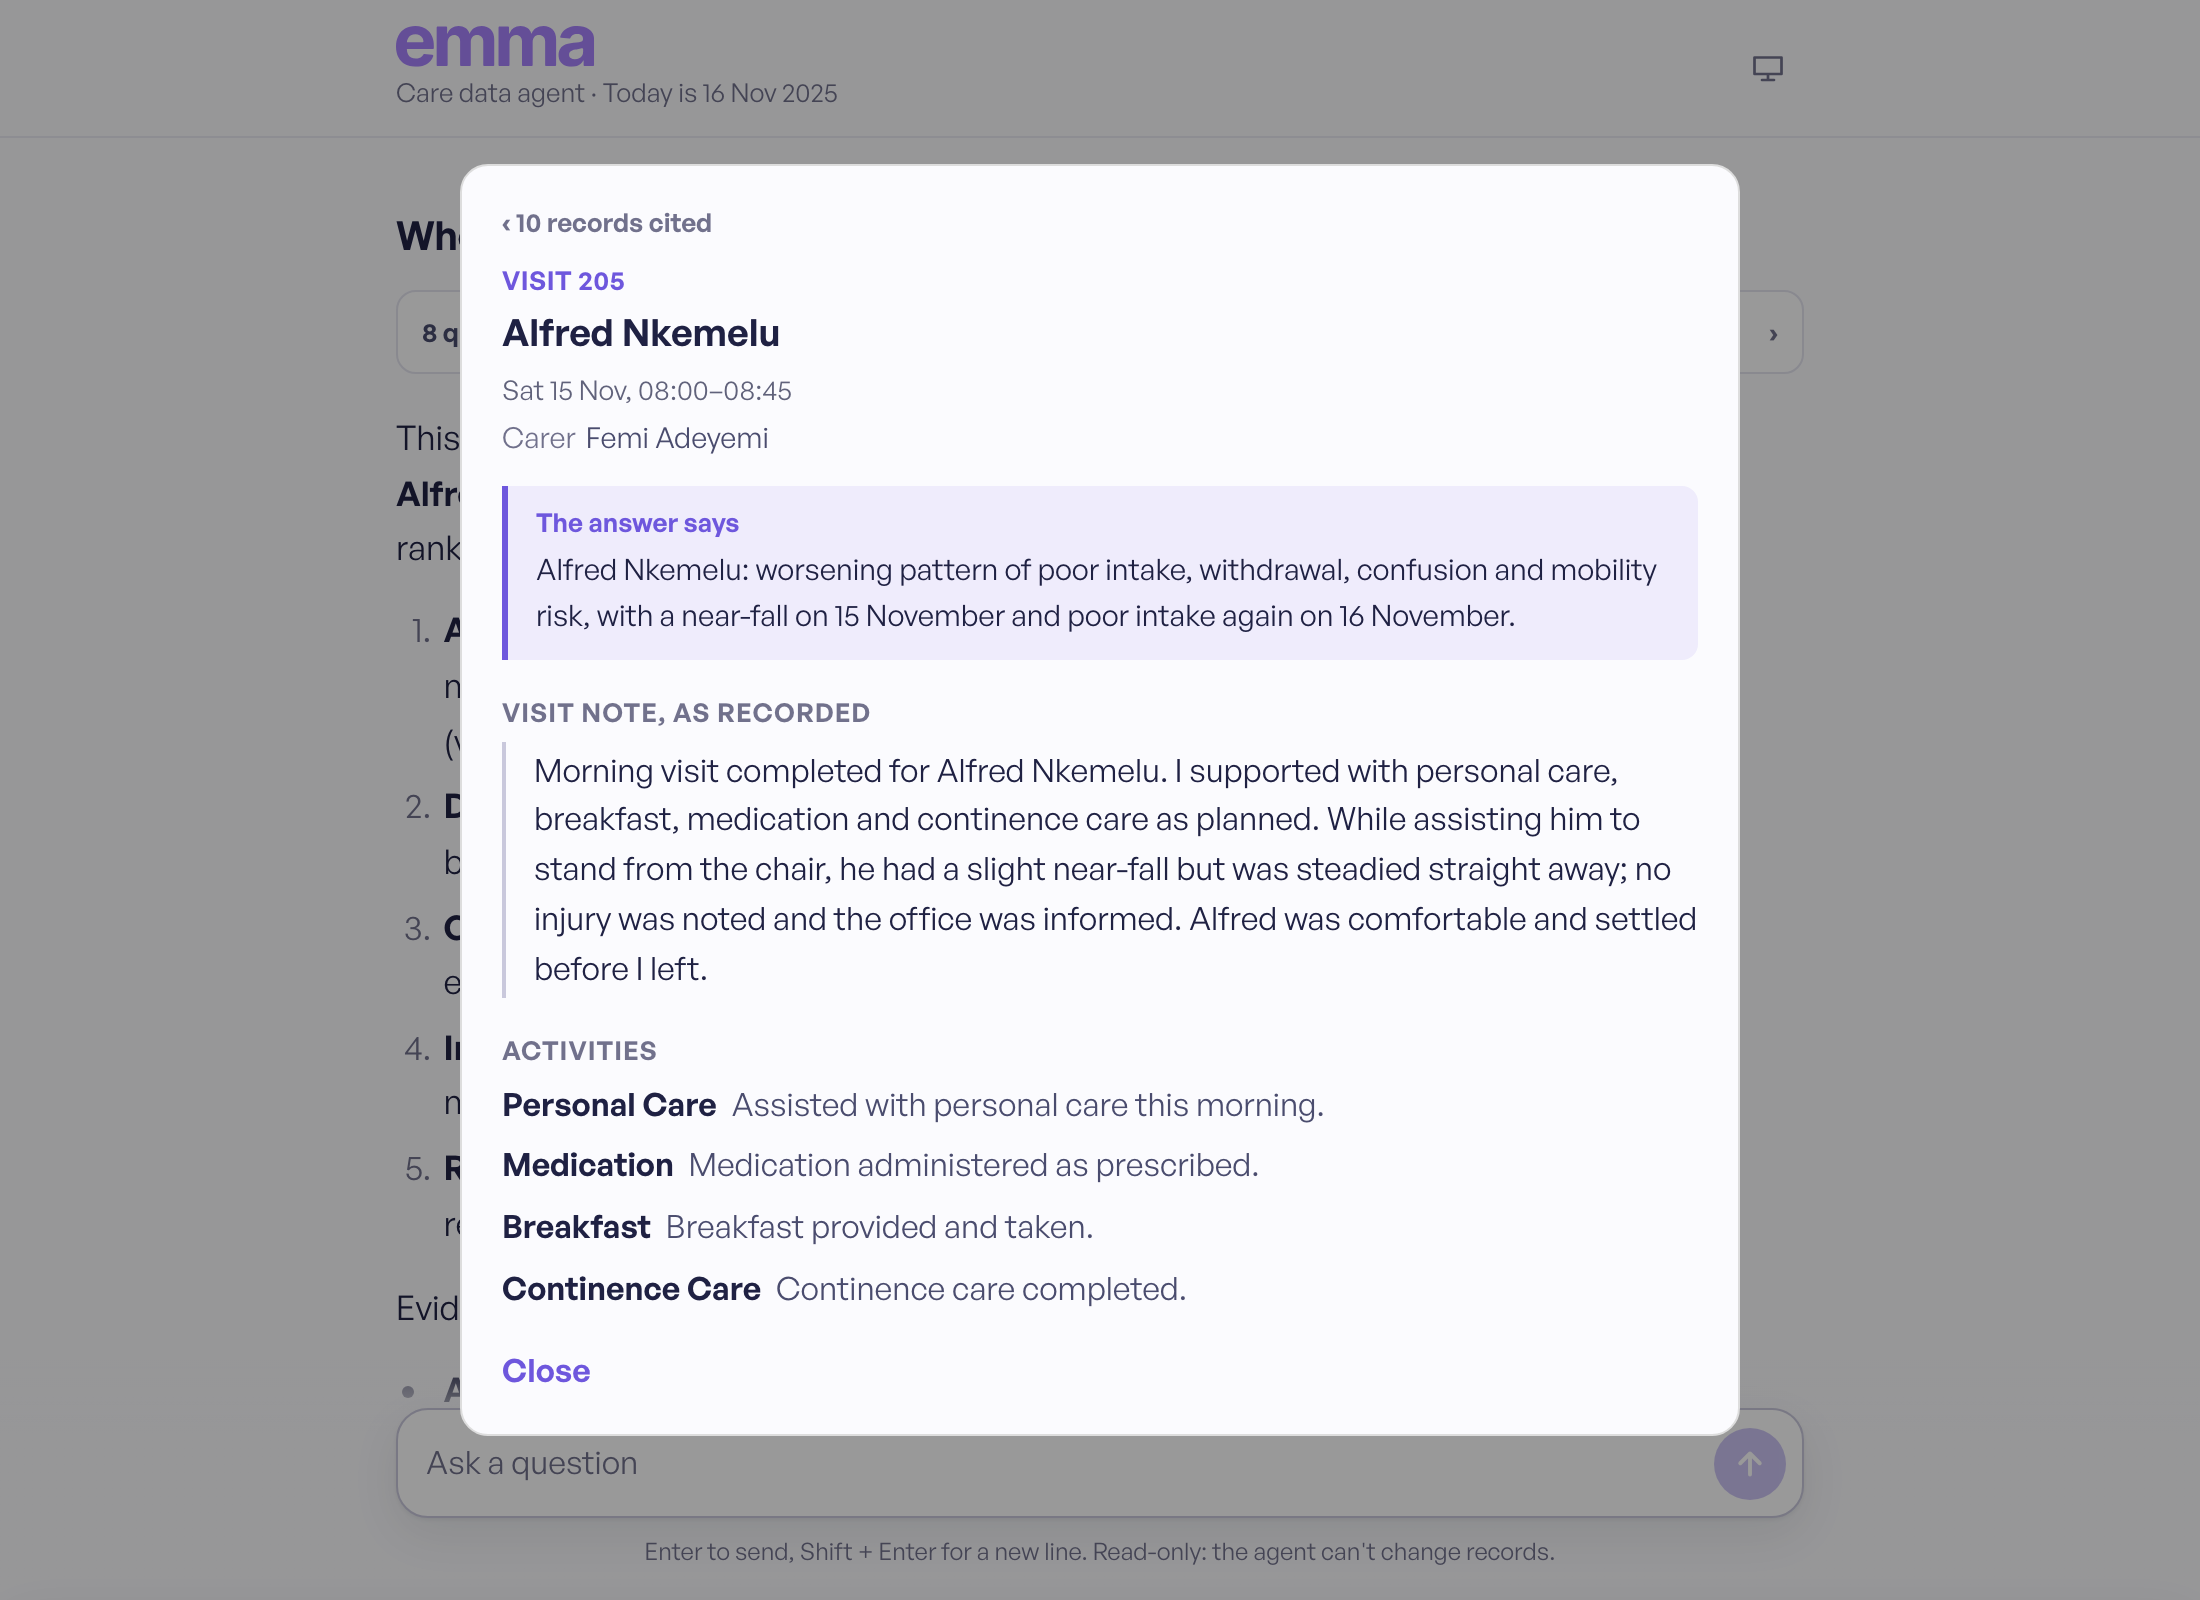 emma
Care data agent · Today is 16 Nov 2025
‹ 10 records cited
VISIT 205
Alfred Nkemelu
8
›
Sat 15 Nov, 08:00–08:45
Carer Femi Adeyemi
This
The answer says
Alfred Nkemelu: worsening pattern of poor intake, withdrawal, confusion and mobility
risk, with a near-fall on 15 November and poor intake again on 16 November.
1.
VISIT NOTE, AS RECORDED
Morning visit completed for Alfred Nkemelu. I supported with personal care,
2.
breakfast, medication and continence care as planned. While assisting him to
stand from the chair, he had a slight near-fall but was steadied straight away; no
3.
injury was noted and the office was informed. Alfred was comfortable and settled
before I left.
4.
ACTIVITIES
Personal Care Assisted with personal care this morning.
5.
Medication Medication administered as prescribed.
Breakfast Breakfast provided and taken.
Continence Care Continence care completed.
Close
Ask a question
Enter to send, Shift + Enter for a new line. Read-only: the agent can't change records.